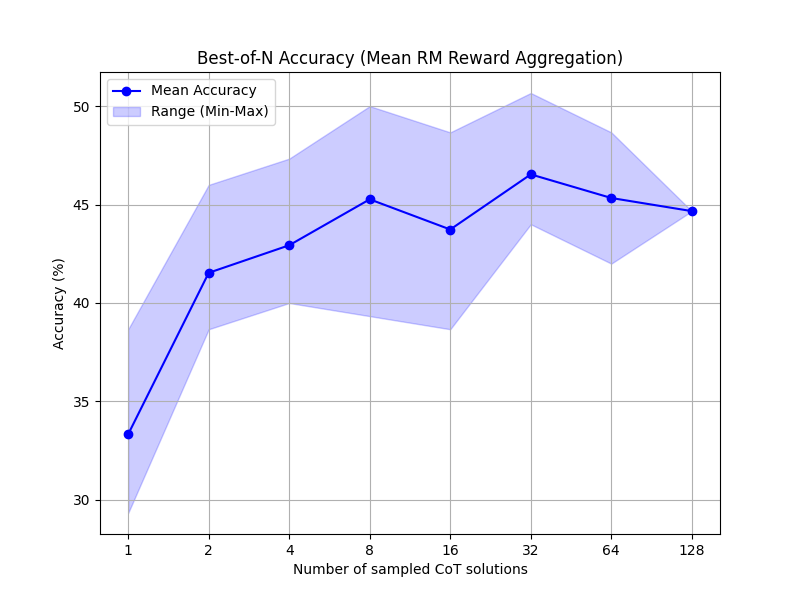 Best-of-N Accuracy (Mean RM Reward Aggregation)
Mean Accuracy
Range (Min-Max)
Accuracy (%)
50
45
40
35
30
1 2 4 8 16 32 64 128
Number of sampled CoT solutions